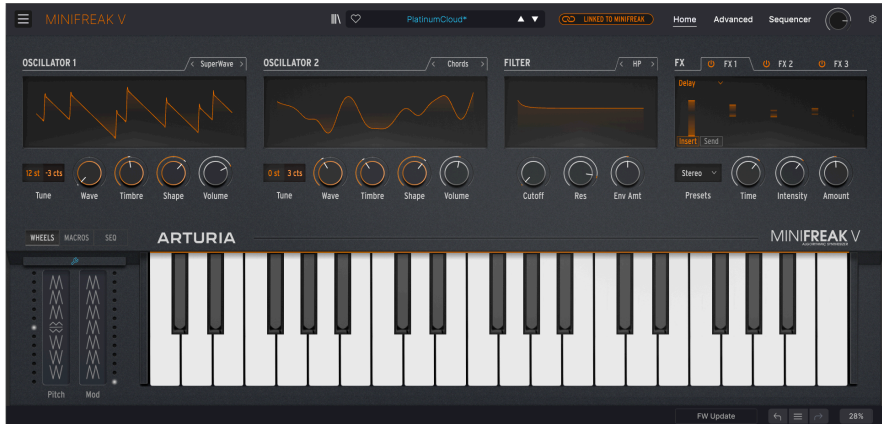 MINIFREAK V
PlatinumCloud*
LINKED TO MINIFREAK
Home
Advanced
Sequencer
OSCILLATOR 1
SuperWave
OSCILLATOR 2
Chords
FILTER
HP
FX
FX 1
FX 2
FX 3
Delay
Insert
Send
12 st
-3 cts
Tune
Wave
Timbre
Shape
Volume
0 st
3 cts
Tune
Wave
Timbre
Shape
Volume
Cutoff
Res
Env Amt
Stereo
Presets
Time
Intensity
Amount
WHEELS
MACROS
SEQ
ARTURIA
MINIFREAK V
ALGORITHMIC SYNTHESIZER
Pitch
Mod
FW Update
28%